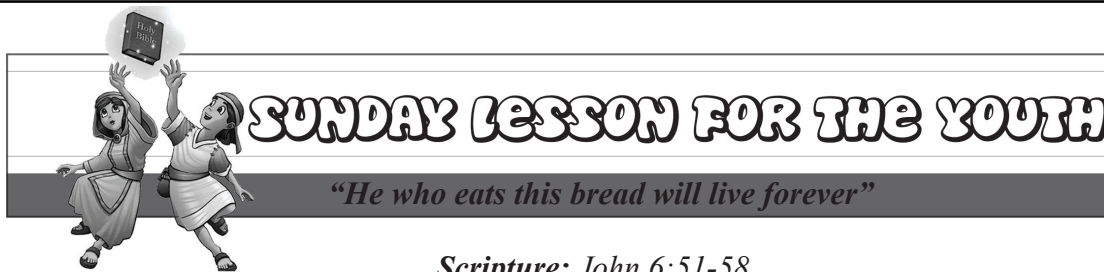 Holy
Bible
SUNDAY LESSON FOR THE YOUTH
“He who eats this bread will live forever”
Scripture: John 6:51-58